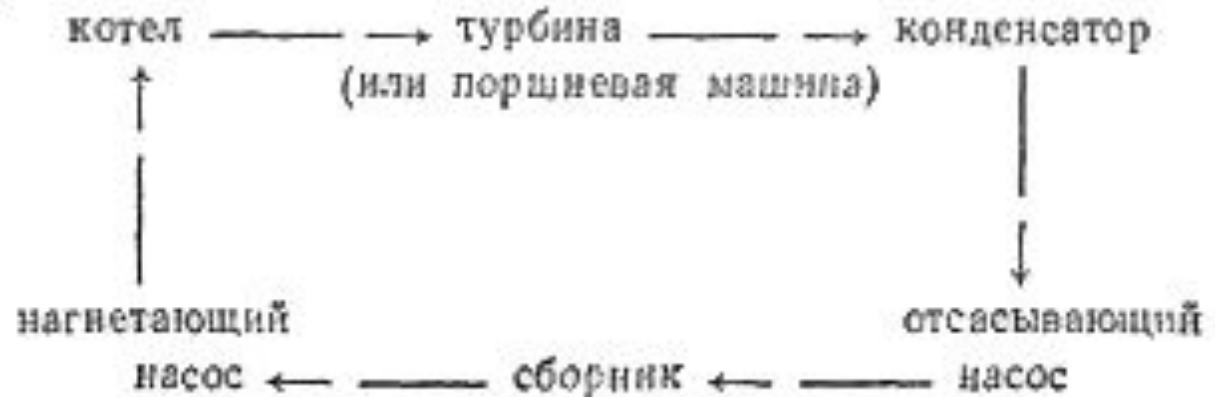 котел турбина конденсатор
(или поршневая машина)
нагнетающий отсасывающий
насос сборник насос